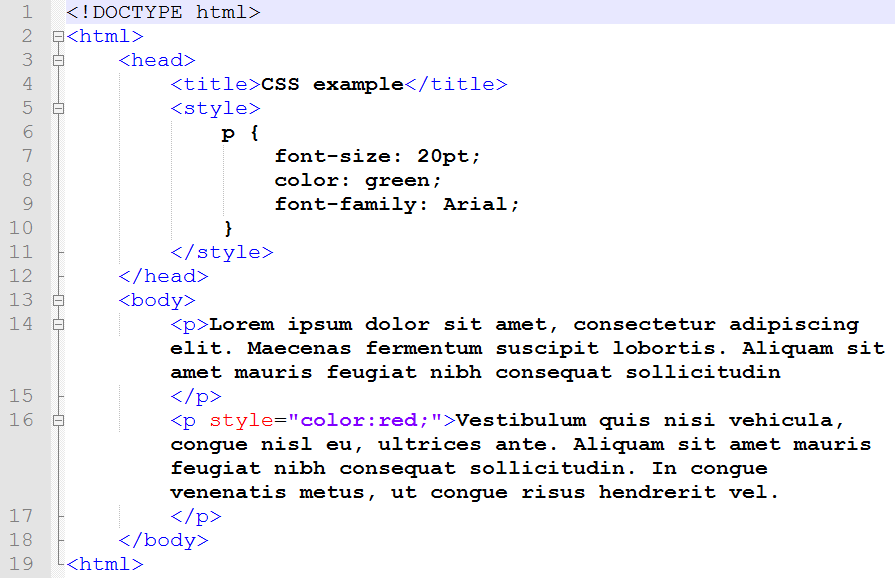 1 <!DOCTYPE html>
2 <html>
3 <head>
4 <title>CSS example</title>
5 <style>
6 p {
7 font-size: 20pt;
8 color: green;
9 font-family: Arial;
10 }
11 </style>
12 </head>
13 <body>
14 <p>Lorem ipsum dolor sit amet, consectetur adipiscing
elit. Maecenas fermentum suscipit lobortis. Aliquam sit
amet mauris feugiat nibh consequat sollicitudin
15 </p>
16 <p style="color:red;">Vestibulum quis nisi vehicula,
congue nisl eu, ultrices ante. Aliquam sit amet mauris
feugiat nibh consequat sollicitudin. In congue
venenatis metus, ut congue risus hendrerit vel.
17 </p>
18 </body>
19 <html>